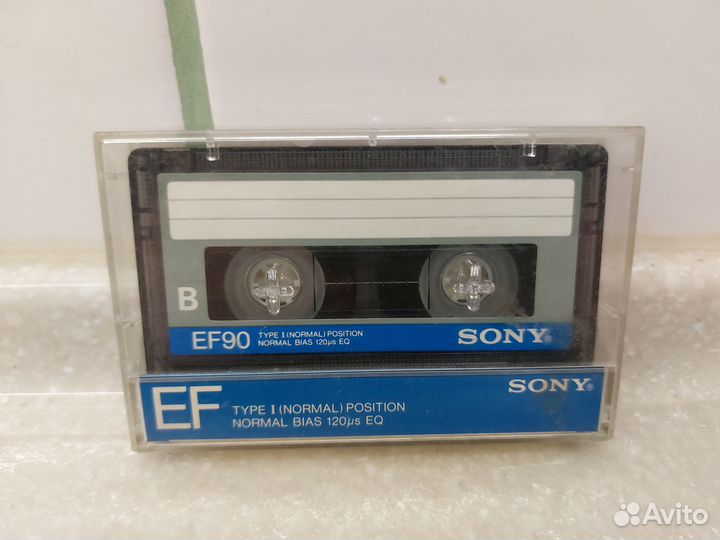 B
EF90 TYPE I (NORMAL) POSITION
NORMAL BIAS 120μs EQ
SONY®
EF TYPE I (NORMAL) POSITION
NORMAL BIAS 120μs EQ
SONY®
Avito